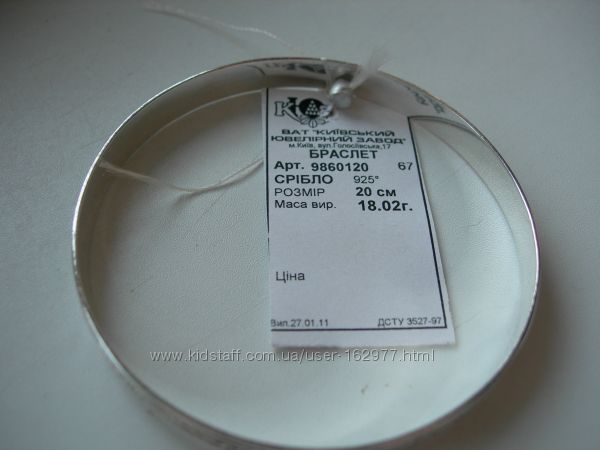 ВАТ "КИЇВСЬКИЙ
ЮВЕЛІРНИЙ ЗАВОД"
м.Київ, вул.Голосіївська,17
БРАСЛЕТ
Арт. 9860120 67
СРІБЛО 925°
РОЗМІР 20 см
Маса вир. 18.02г.
Ціна
Вип.27.01.11 ДСТУ 3527-97
www.kidstaff.com.ua/user-162977.html